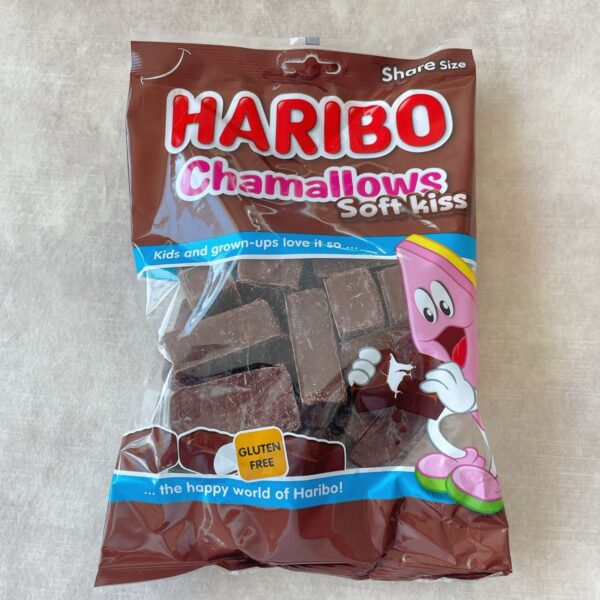 Share Size
HARIBO
Chamallows
Soft kiss
Kids and grown-ups love it so ...
GLUTEN
FREE
... the happy world of Haribo!